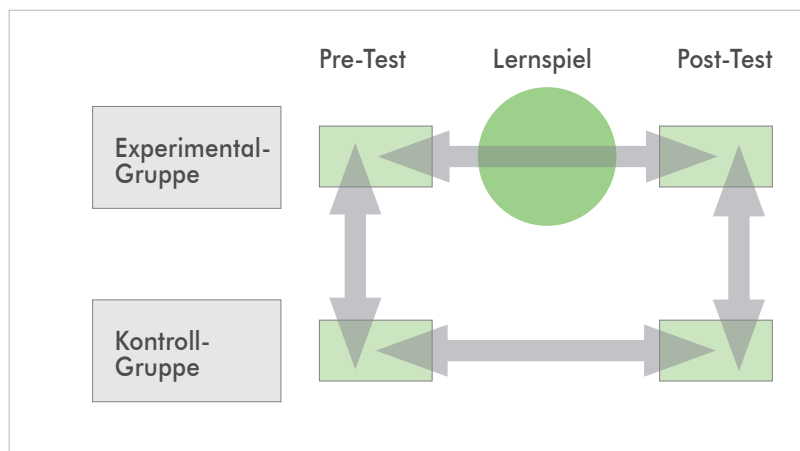 Pre-Test Lernspiel Post-Test
Experimental-
Gruppe
Kontroll-
Gruppe